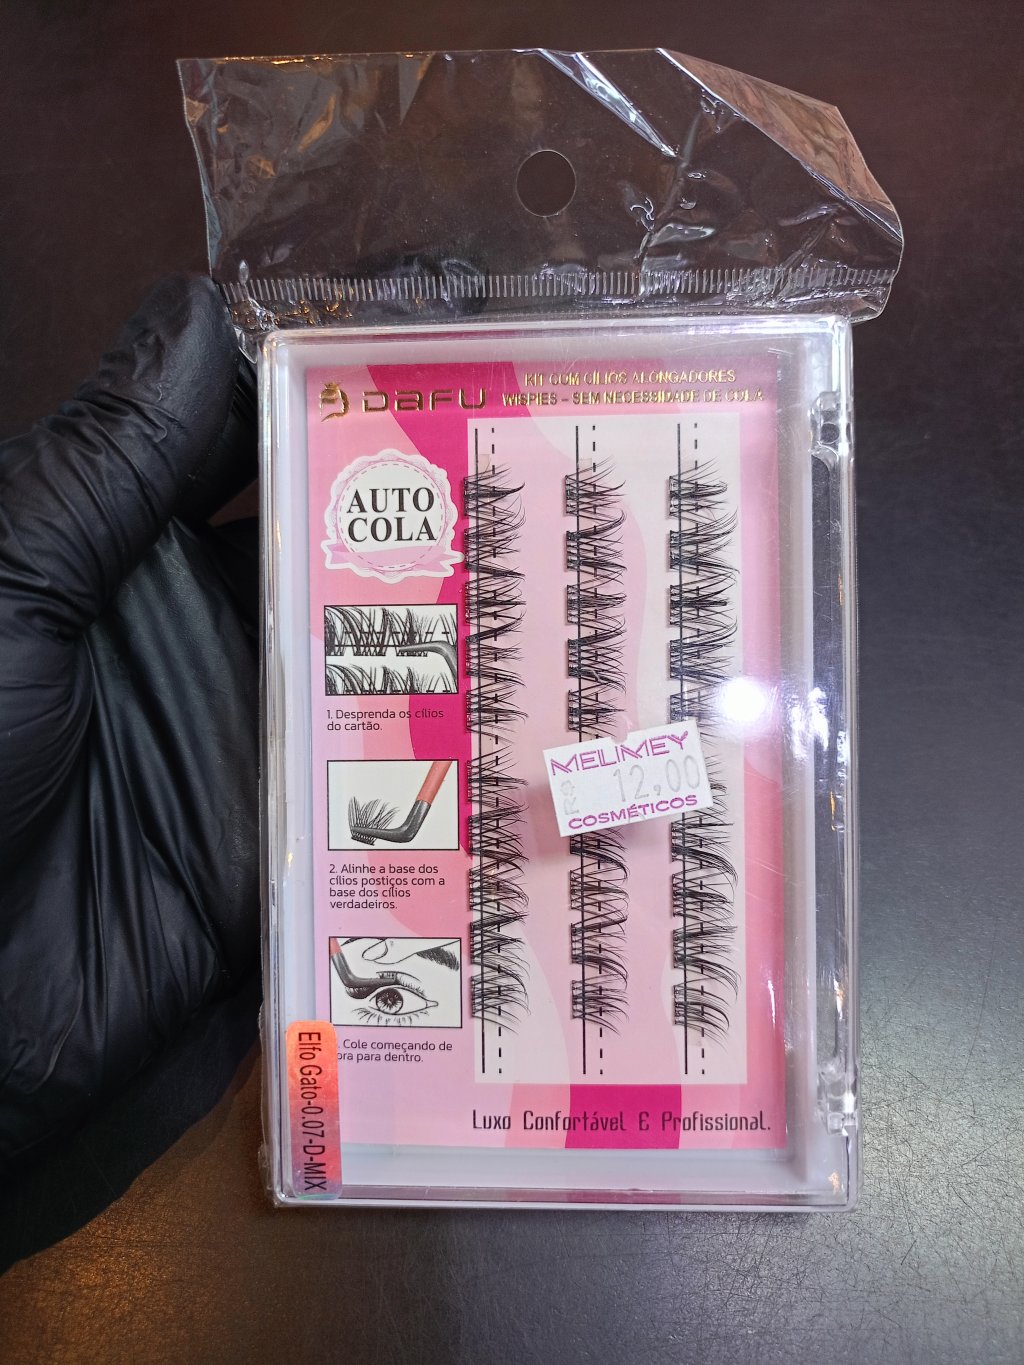 DAFU
KIT COM CÍLIOS ALONGADORES
WISPIES – SEM NECESSIDADE DE COLA
AUTO
COLA
1. Desprenda os cílios
do cartão.
2. Alinhe a base dos
cílios postiços com a
base dos cílios
verdadeiros.
. Cole começando de
ora para dentro.
MELIMEY
R$ 12,00
COSMÉTICOS
Elfo Gato-0.07-D-MIX
Luxo Confortável E Profissional.